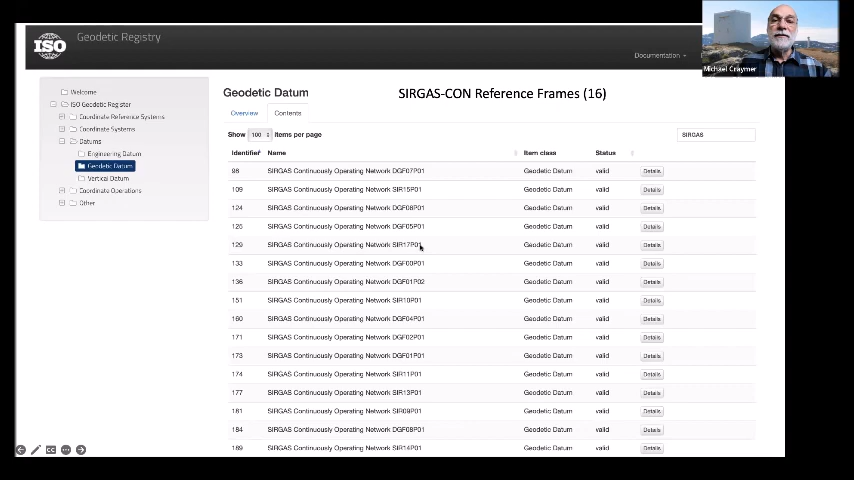 ISO
Geodetic Registry
Documentation
Michael Craymer
Welcome
ISO Geodetic Register
Coordinate Reference Systems
Coordinate Systems
Datums
Engineering Datum
Geodetic Datum
Vertical Datum
Coordinate Operations
Other
Geodetic Datum
SIRGAS-CON Reference Frames (16)
Overview
Contents
Show 100 items per page
SIRGAS
Identifier Name Item class Status
98 SIRGAS Continuously Operating Network DGF07P01 Geodetic Datum valid Details
109 SIRGAS Continuously Operating Network SIR15P01 Geodetic Datum valid Details
124 SIRGAS Continuously Operating Network DGF06P01 Geodetic Datum valid Details
125 SIRGAS Continuously Operating Network DGF05P01 Geodetic Datum valid Details
129 SIRGAS Continuously Operating Network SIR17P01 Geodetic Datum valid Details
133 SIRGAS Continuously Operating Network DGF00P01 Geodetic Datum valid Details
136 SIRGAS Continuously Operating Network DGF01P02 Geodetic Datum valid Details
151 SIRGAS Continuously Operating Network SIR10P01 Geodetic Datum valid Details
160 SIRGAS Continuously Operating Network DGF04P01 Geodetic Datum valid Details
171 SIRGAS Continuously Operating Network DGF02P01 Geodetic Datum valid Details
173 SIRGAS Continuously Operating Network DGF01P01 Geodetic Datum valid Details
174 SIRGAS Continuously Operating Network SIR11P01 Geodetic Datum valid Details
177 SIRGAS Continuously Operating Network SIR13P01 Geodetic Datum valid Details
181 SIRGAS Continuously Operating Network SIR09P01 Geodetic Datum valid Details
184 SIRGAS Continuously Operating Network DGF08P01 Geodetic Datum valid Details
189 SIRGAS Continuously Operating Network SIR14P01 Geodetic Datum valid Details
CC